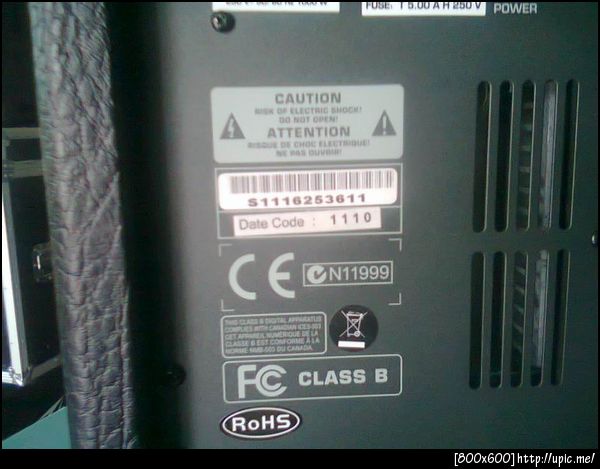 FUSE: T 5.00 A H 250 V
POWER
CAUTION
RISK OF ELECTRIC SHOCK!
DO NOT OPEN!
ATTENTION
RISQUE DE CHOC ELECTRIQUE!
NE PAS OUVRIR!
S1116253611
Date Code : 1110
CE N11999
THIS CLASS B DIGITAL APPARATUS
COMPLIES WITH CANADIAN ICES-003
CET APPAREIL NUMÉRIQUE DE LA
CLASSE B EST CONFORME À LA
NORME NMB-003 DU CANADA.
FC CLASS B
RoHS
[800x600]http://upic.me/